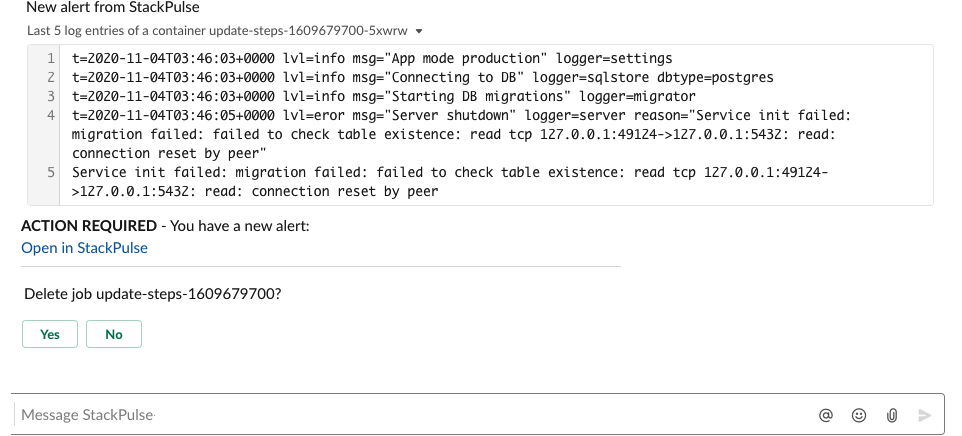 New alert from StackPulse
Last 5 log entries of a container update-steps-1609679700-5xwrw
1 t=2020-11-04T03:46:03+0000 lvl=info msg="App mode production" logger=settings
2 t=2020-11-04T03:46:03+0000 lvl=info msg="Connecting to DB" logger=sqlstore dbtype=postgres
3 t=2020-11-04T03:46:03+0000 lvl=info msg="Starting DB migrations" logger=migrator
4 t=2020-11-04T03:46:05+0000 lvl=eror msg="Server shutdown" logger=server reason="Service init failed:
migration failed: failed to check table existence: read tcp 127.0.0.1:49124->127.0.0.1:5432: read:
connection reset by peer"
5 Service init failed: migration failed: failed to check table existence: read tcp 127.0.0.1:49124-
>127.0.0.1:5432: read: connection reset by peer
ACTION REQUIRED - You have a new alert:
Open in StackPulse
Delete job update-steps-1609679700?
Yes No
Message StackPulse